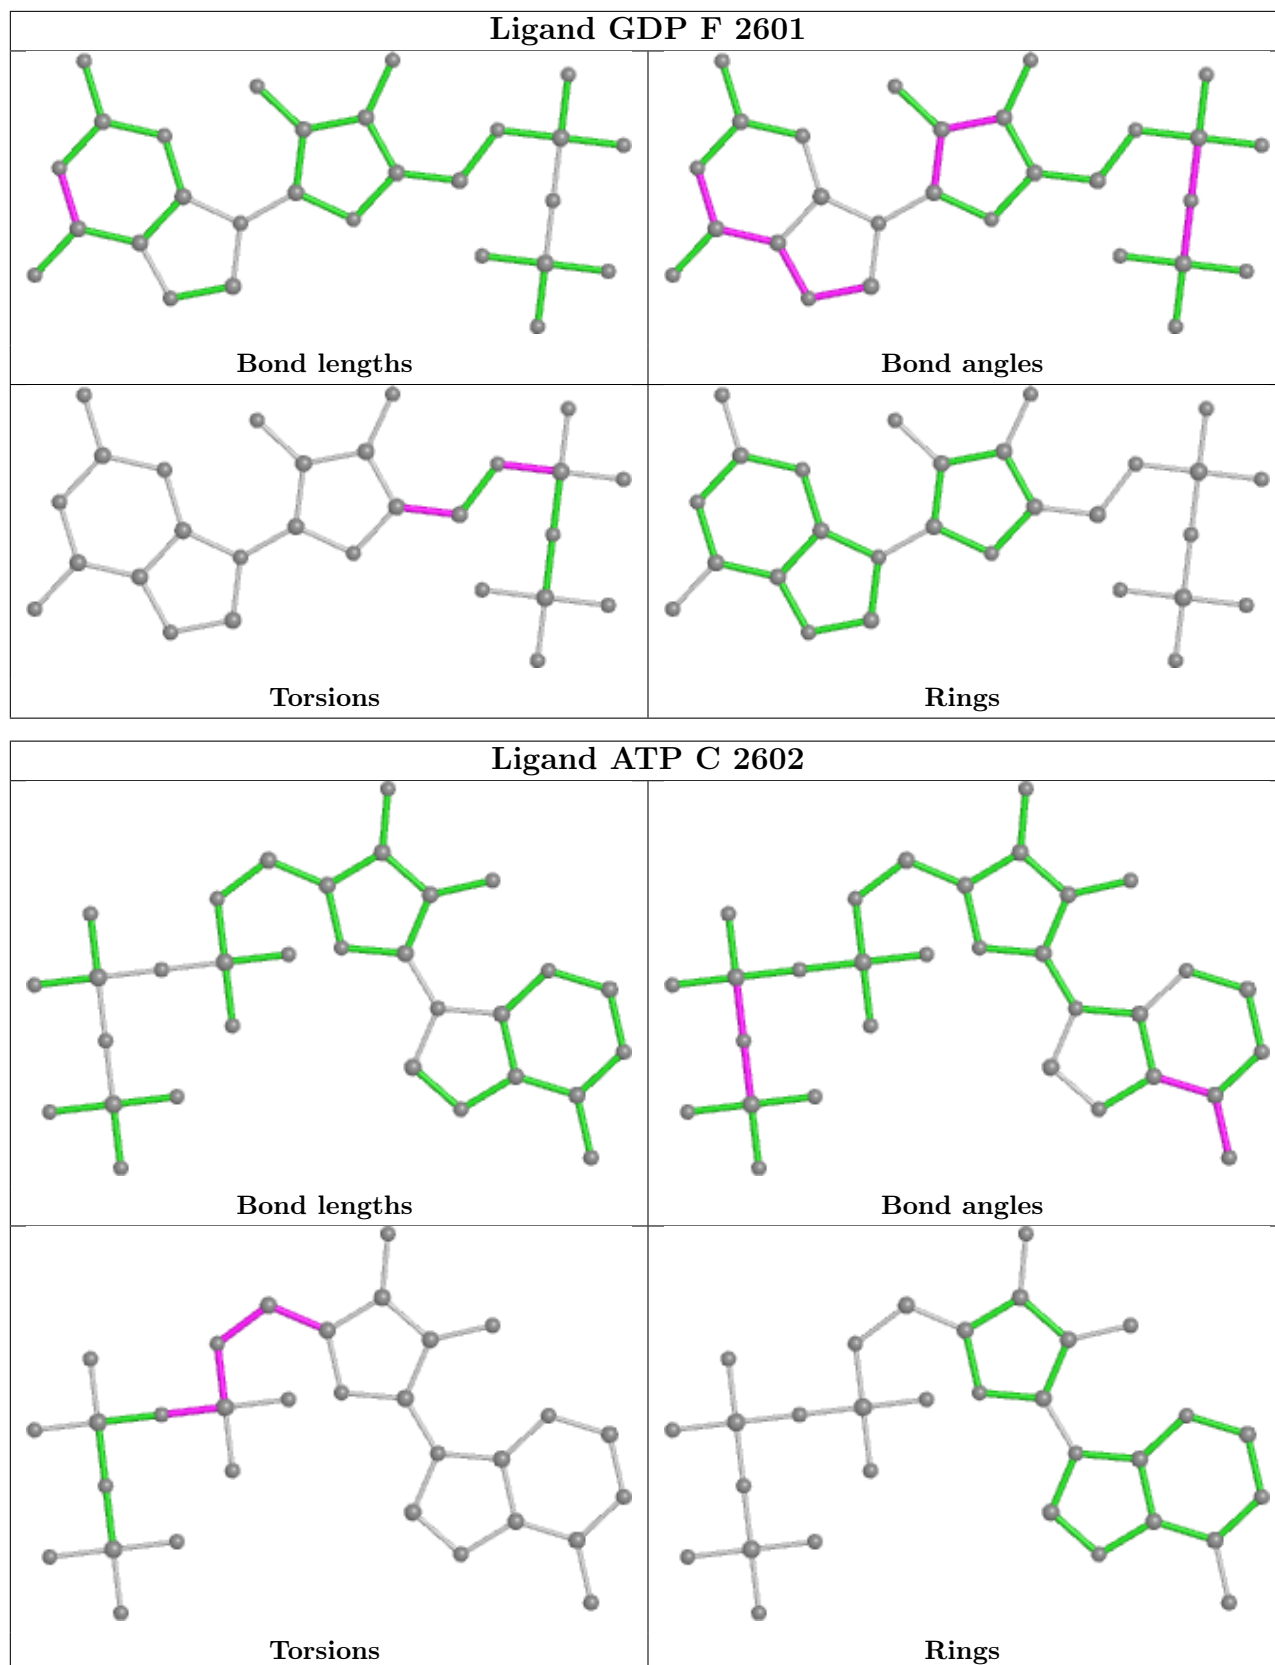 Ligand GDP F 2601
Bond lengths
Bond angles
Torsions
Rings
Ligand ATP C 2602
Bond lengths
Bond angles
Torsions
Rings